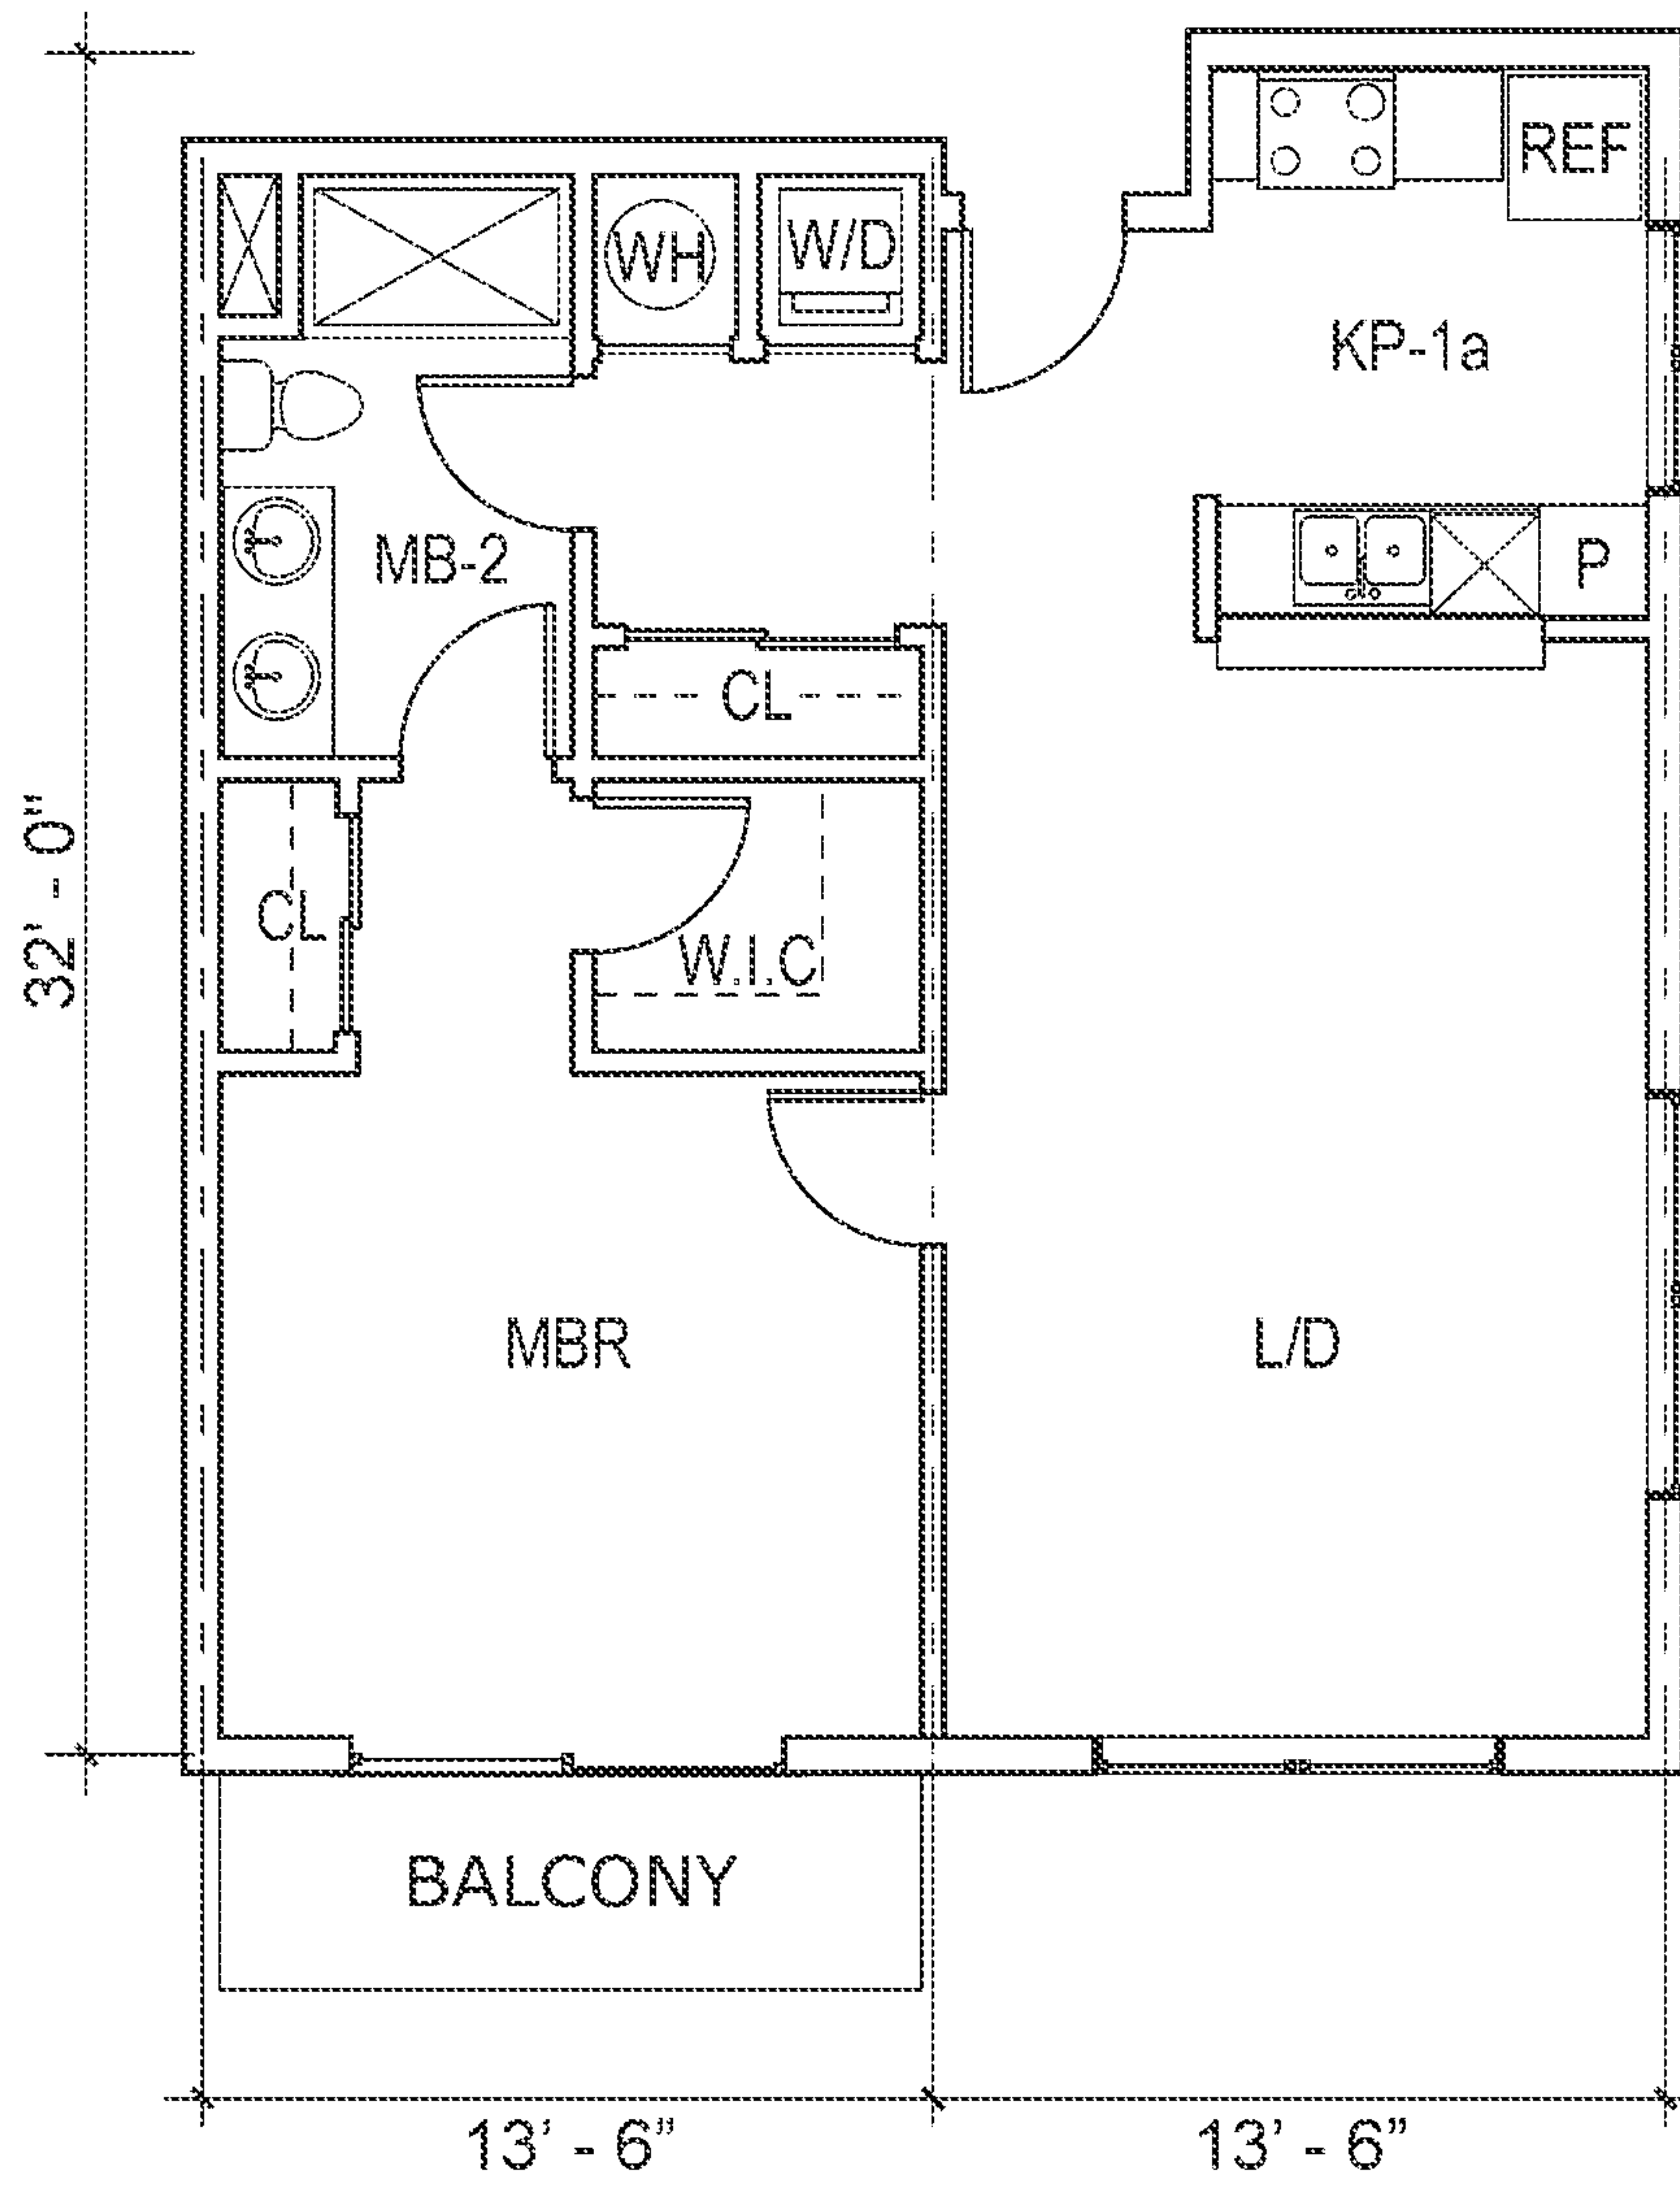 REF
WH
W/D
KP-1a
MB-2
P
CL
CL
W.I.C
32' - 0"
MBR
L/D
BALCONY
13’ - 6”
13’ - 6”